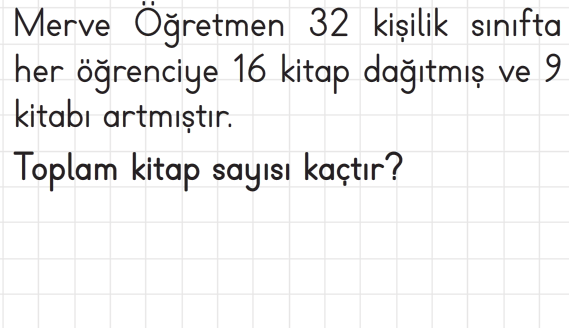 Merve Öğretmen 32 kişilik sınıfta
her öğrenciye 16 kitap dağıtmış ve 9
kitabı artmıştır.
Toplam kitap sayısı kaçtır?